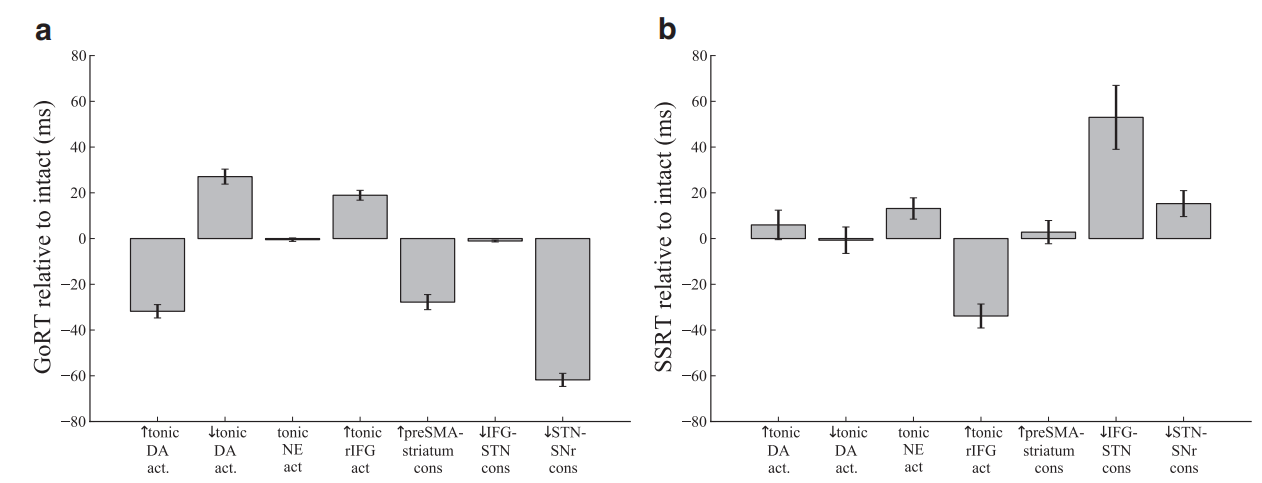 a
GoRT relative to intact (ms)
80
60
40
20
0
−20
−40
−60
−80
↑tonic
DA
act.
↓tonic
DA
act.
tonic
NE
act
↑tonic
rIFG
act
↑preSMA-
striatum
cons
↓IFG-
STN
cons
↓STN-
SNr
cons
b
SSRT relative to intact (ms)
80
60
40
20
0
−20
−40
−60
−80
↑tonic
DA
act.
↓tonic
DA
act.
tonic
NE
act
↑tonic
rIFG
act
↑preSMA-
striatum
cons
↓IFG-
STN
cons
↓STN-
SNr
cons